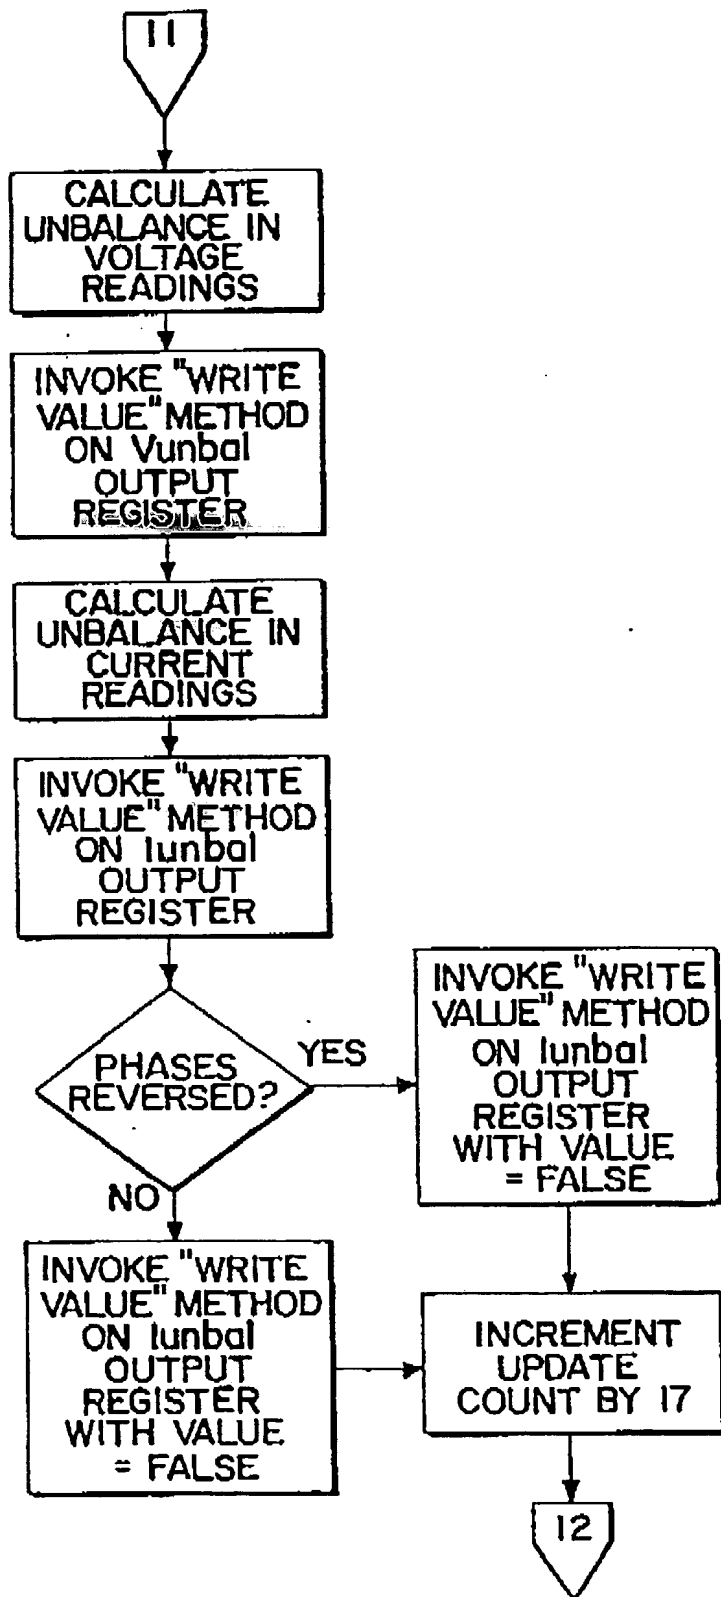 11
CALCULATE
UNBALANCE IN
VOLTAGE
READINGS
INVOKE "WRITE
VALUE" METHOD
ON Vunbal
OUTPUT
REGISTER
CALCULATE
UNBALANCE IN
CURRENT
READINGS
INVOKE "WRITE
VALUE" METHOD
ON Iunbal
OUTPUT
REGISTER
PHASES
REVERSED?
YES
INVOKE "WRITE
VALUE" METHOD
ON Iunbal
OUTPUT
REGISTER
WITH VALUE
= FALSE
NO
INVOKE "WRITE
VALUE" METHOD
ON Iunbal
OUTPUT
REGISTER
WITH VALUE
= FALSE
INCREMENT
UPDATE
COUNT BY 17
12